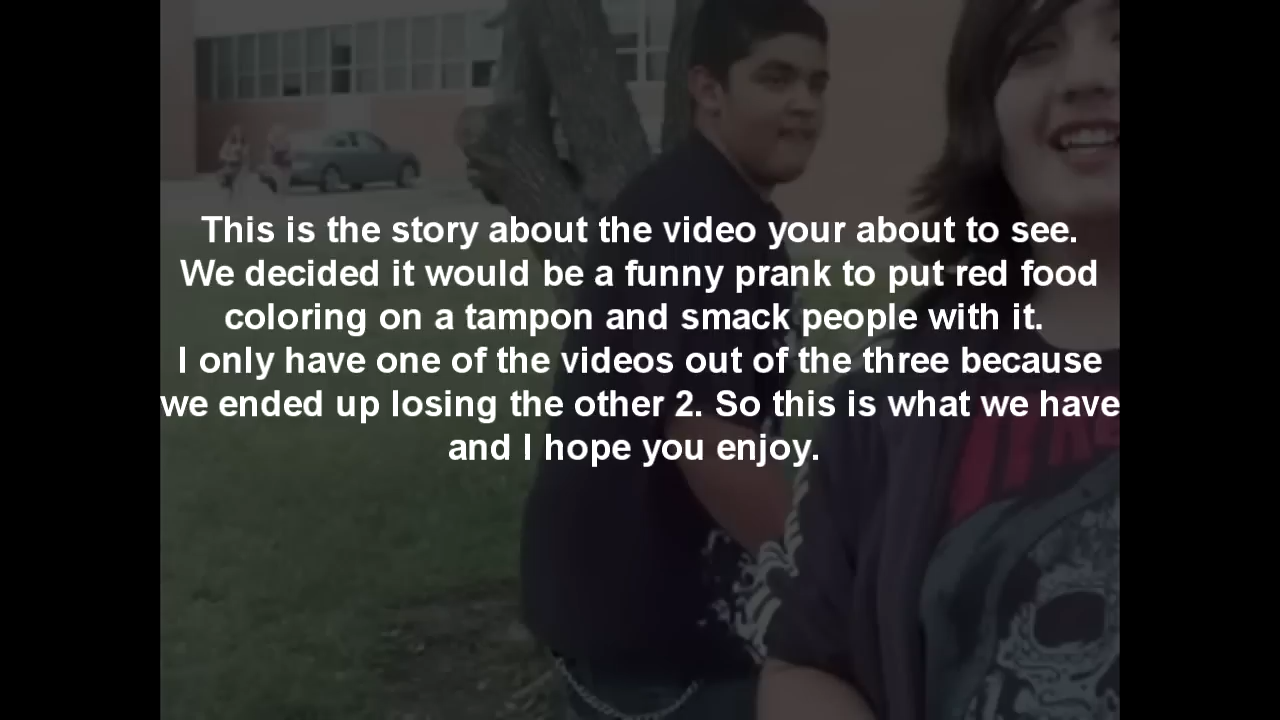 This is the story about the video your about to see.
We decided it would be a funny prank to put red food
coloring on a tampon and smack people with it.
I only have one of the videos out of the three because
we ended up losing the other 2. So this is what we have
and I hope you enjoy.